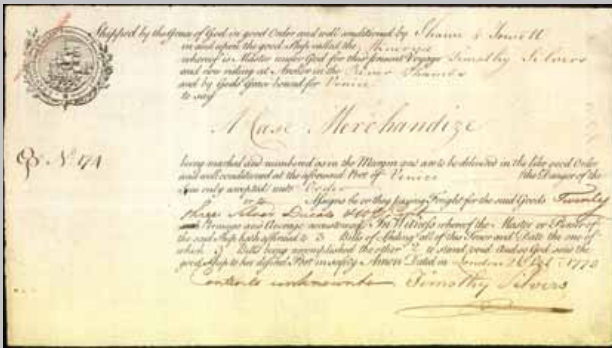 Shipped by the Grace of God in good Order and well conditioned by Shawe &
in and upon the good Ship called the Minerva
whereof is Master under God for this present Voyage Timothy Silvers
and now riding at Anchor in the River Thames
and by Gods Grace bound for Venice
to say
A Case Merchandize
No. 174
being marked and numbered as in the Margin and are to be delivered in the like good Order
and well conditioned at the aforesaid Port of Venice the Danger of the
Seas only excepted unto Order
or to Assigns he or they paying Freight for the said Goods Twenty
three Silver Ducats
and Average accustomed In Witness whereof the Master or Purser of
the said Ship hath affirmed to 3 Bills of Lading all of this Tenor and Date the one of
which 3 Bills being accomplished the other 2 to stand void And so God send the
good Ship to her desired Port in safety Amen Dated in London 1773
Contents unknown Timothy Silvers